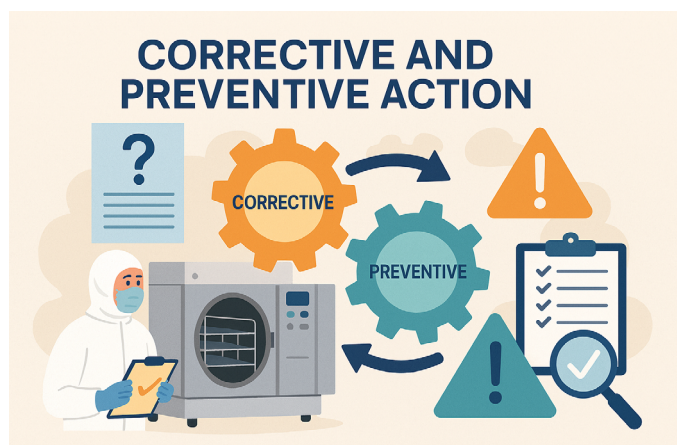 CORRECTIVE AND
PREVENTIVE ACTION
?
CORRECTIVE
!
PREVENTIVE
!